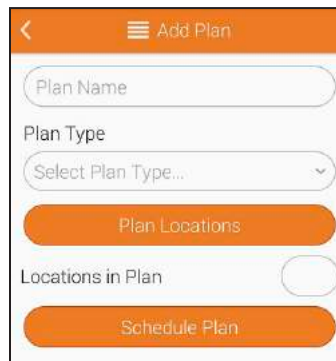 Add Plan
Plan Name
Plan Type
Select Plan Type...
Plan Locations
Locations in Plan
Schedule Plan